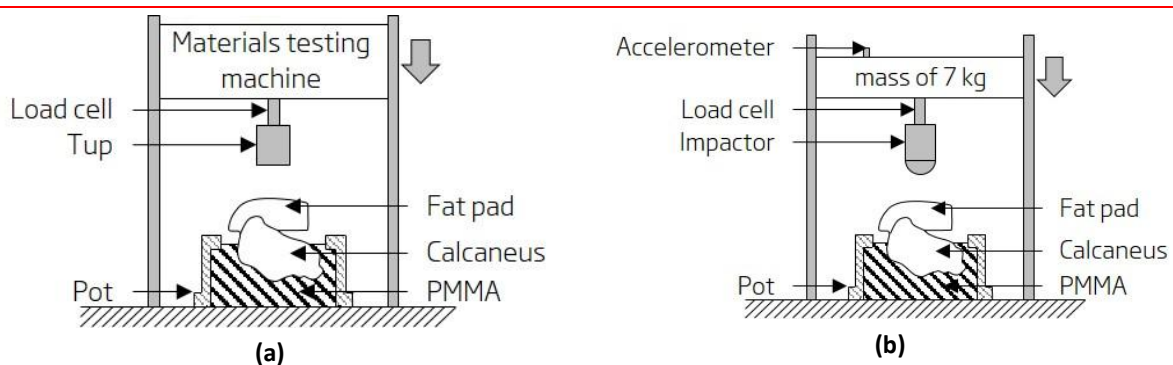 Materials testing
machine
Load cell
Tup
Fat pad
Calcaneus
Pot
PMMA
(a)
Accelerometer
mass of 7 kg
Load cell
Impactor
Fat pad
Calcaneus
Pot
PMMA
(b)